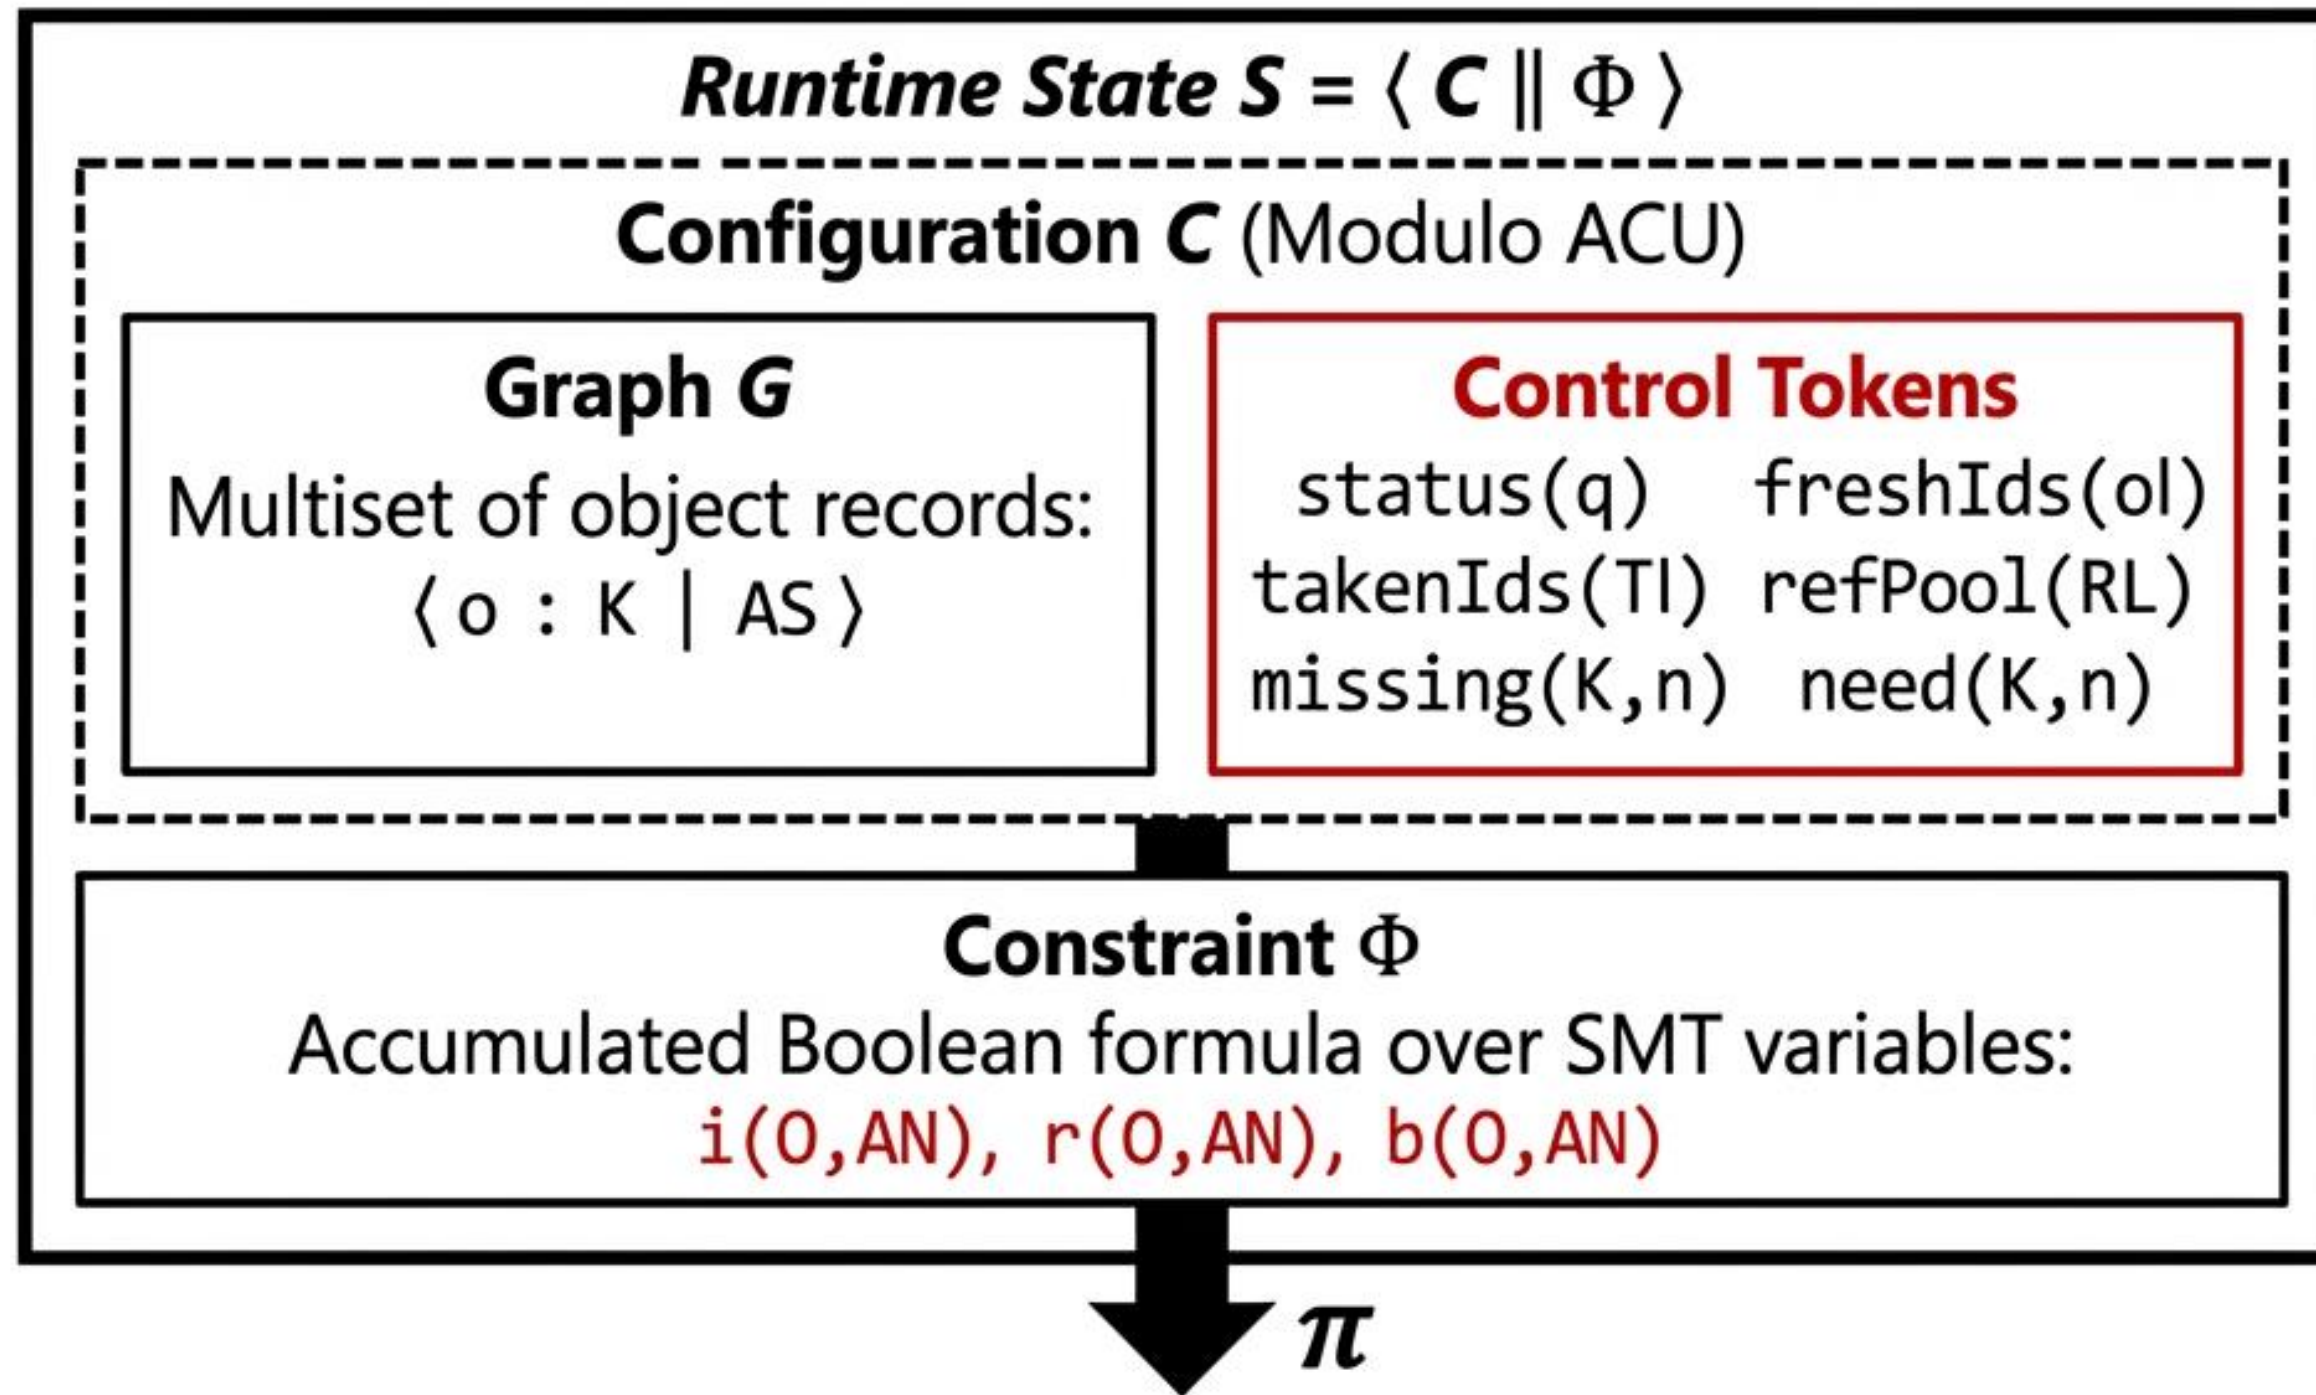 Runtime State S = ⟨ C ‖ Φ ⟩
Configuration C (Modulo ACU)
Graph G
Multiset of object records:
⟨ o : K | AS ⟩
Control Tokens
status(q) freshIds(ol)
takenIds(Tl) refPool(RL)
missing(K,n) need(K,n)
Constraint Φ
Accumulated Boolean formula over SMT variables:
i(O,AN), r(O,AN), b(O,AN)
π